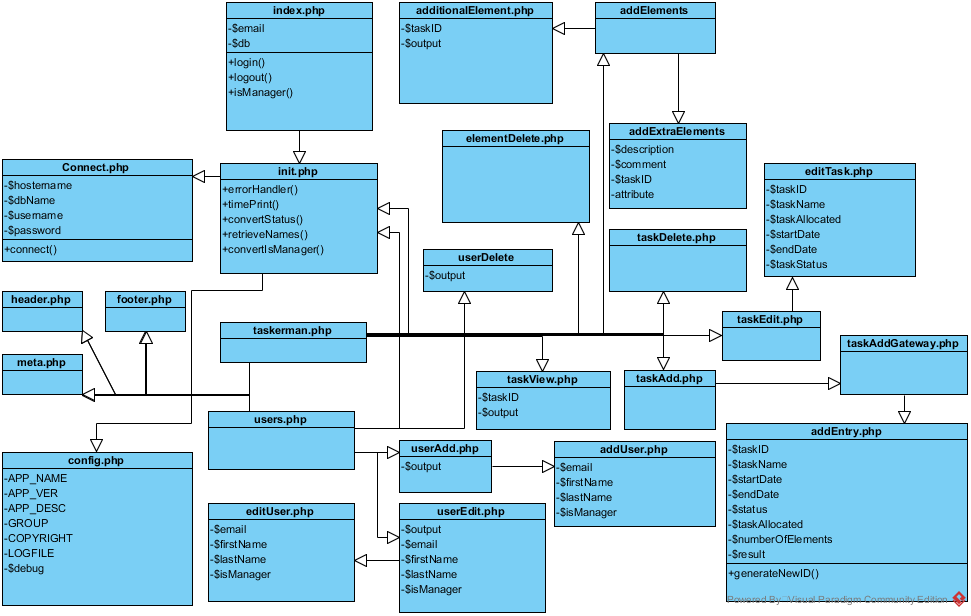 index.php
-$email
-$db
+login()
+logout()
+isManager()
additionalElement.php
-$taskID
-$output
addElements
elementDelete.php
addExtraElements
-$description
-$comment
-$taskID
-attribute
Connect.php
-$hostename
-$dbName
-$username
-$password
+connect()
init.php
+errorHandler()
+timePrint()
+convertStatus()
+retrieveNames()
+convertIsManager()
editTask.php
-$taskID
-$taskName
-$taskAllocated
-$startDate
-$endDate
-$taskStatus
userDelete
-$output
taskDelete.php
header.php
footer.php
taskerman.php
taskEdit.php
taskAddGateway.php
meta.php
taskView.php
-$taskID
-$output
taskAdd.php
users.php
addEntry.php
-$taskID
-$taskName
-$startDate
-$endDate
-$status
-$taskAllocated
-$numberOfElements
-$result
+generateNewID()
config.php
-APP_NAME
-APP_VER
-APP_DESC
-GROUP
-COPYRIGHT
-LOGFILE
-$debug
userAdd.php
-$output
addUser.php
-$email
-$firstName
-$lastName
-$isManager
editUser.php
-$email
-$firstName
-$lastName
-$isManager
userEdit.php
-$output
-$email
-$firstName
-$lastName
-$isManager
Powered By Visual Paradigm Community Edition